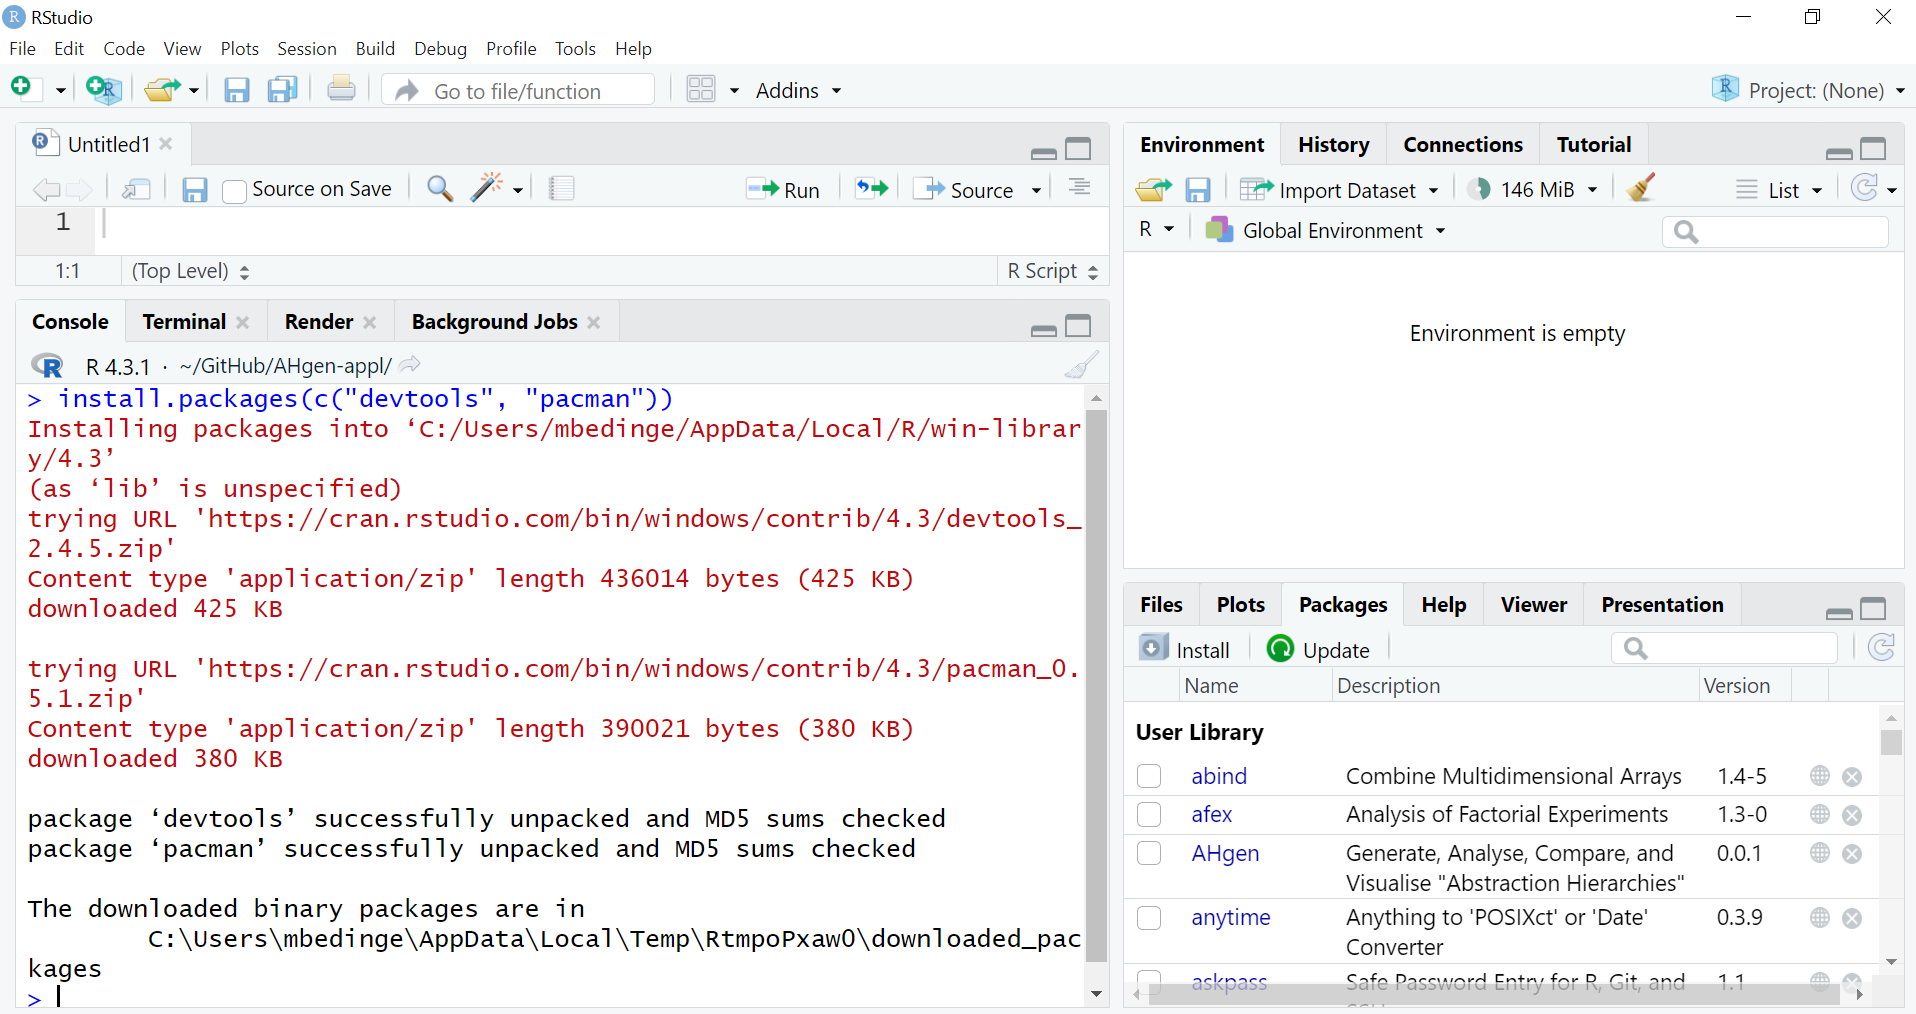 RStudio
File Edit Code View Plots Session Build Debug Profile Tools Help
Go to file/function Addins Project: (None)
Untitled1
Source on Save Run Source
1
1:1 (Top Level) R Script
Console Terminal Render Background Jobs
R 4.3.1 · ~/GitHub/AHgen-appl/
> install.packages(c("devtools", "pacman"))
Installing packages into ‘C:/Users/mbedinge/AppData/Local/R/win-librar
y/4.3’
(as ‘lib’ is unspecified)
trying URL 'https://cran.rstudio.com/bin/windows/contrib/4.3/devtools_
2.4.5.zip'
Content type 'application/zip' length 436014 bytes (425 KB)
downloaded 425 KB
trying URL 'https://cran.rstudio.com/bin/windows/contrib/4.3/pacman_0.
5.1.zip'
Content type 'application/zip' length 390021 bytes (380 KB)
downloaded 380 KB
package ‘devtools’ successfully unpacked and MD5 sums checked
package ‘pacman’ successfully unpacked and MD5 sums checked
The downloaded binary packages are in
C:\Users\mbedinge\AppData\Local\Temp\RtmpoPxawO\downloaded_pac
kages
>
Environment History Connections Tutorial
Import Dataset 146 MiB List
R Global Environment
Environment is empty
Files Plots Packages Help Viewer Presentation
Install Update
Name Description Version
User Library
abind Combine Multidimensional Arrays 1.4-5
afex Analysis of Factorial Experiments 1.3-0
AHgen Generate, Analyse, Compare, and 0.0.1
Visualise "Abstraction Hierarchies"
anytime Anything to 'POSIXct' or 'Date' 0.3.9
Converter
askpass Safe Password Entry for R, Git, and 1.1